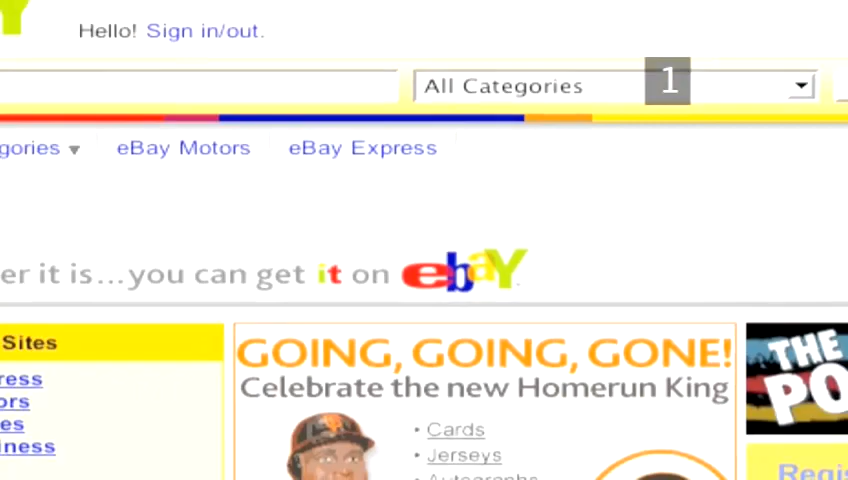 Y
Hello! Sign in/out.
All Categories
1
gories eBay Motors eBay Express
er it is...you can get it on ebaY
Sites
GOING, GOING, GONE!
Celebrate the new Homerun King
ress
ors
es
iness
• Cards
• Jerseys
• Autographs
THE
PO
Regis